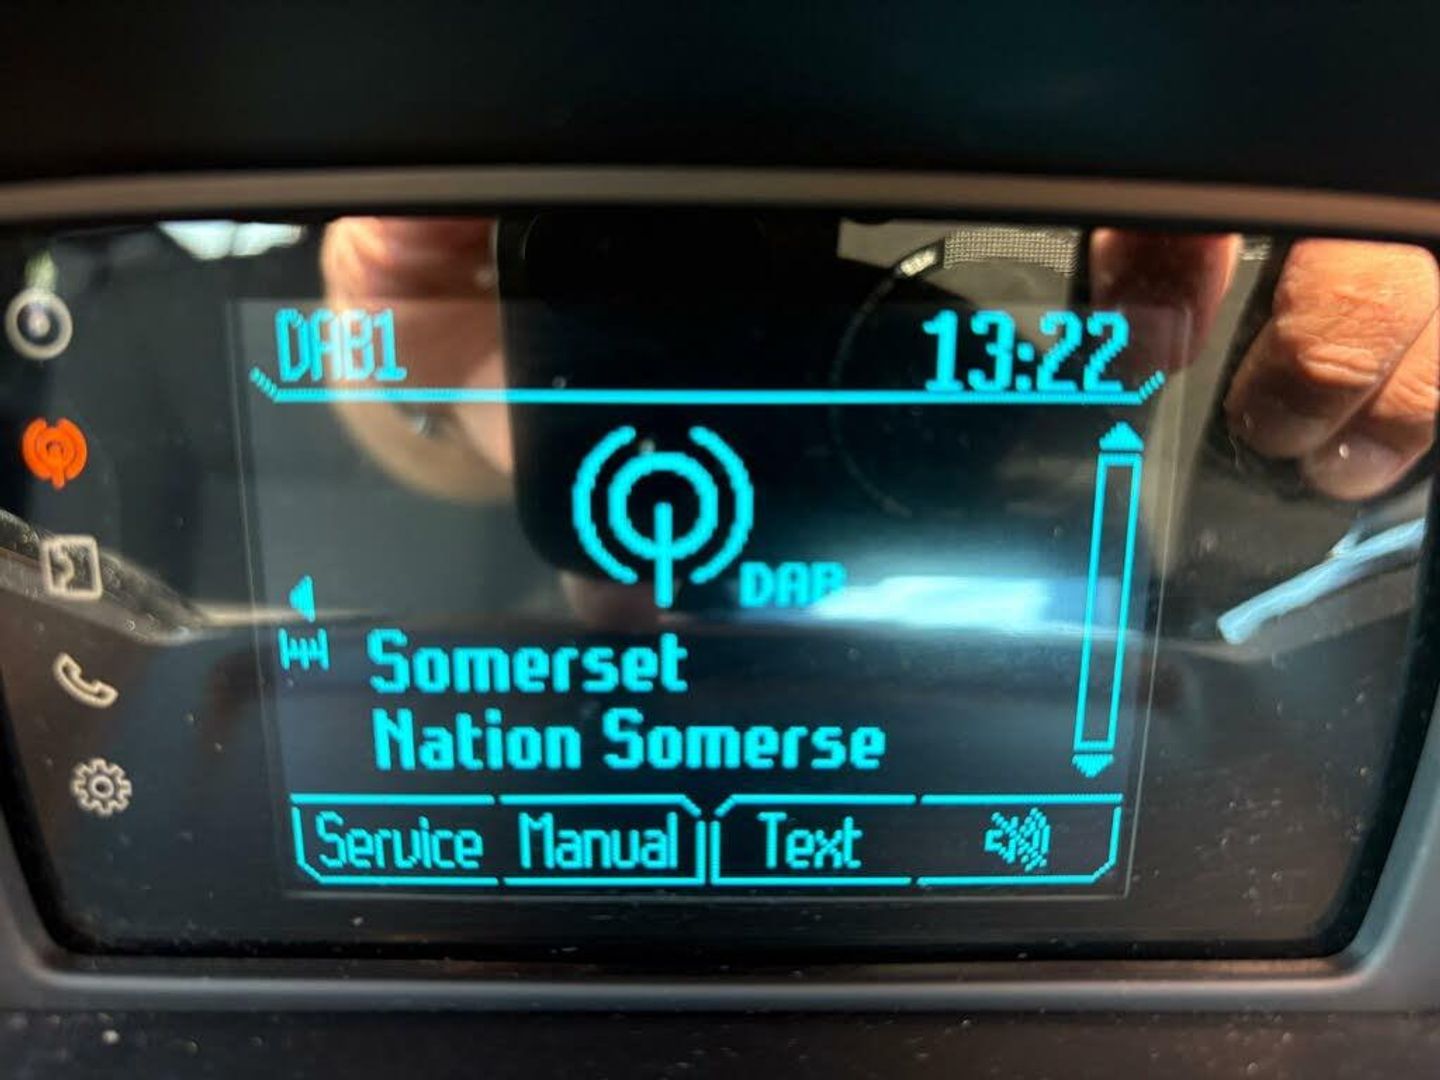 DAB1 13:22
DAB
Somerset
Nation Somerse
Service Manual Text